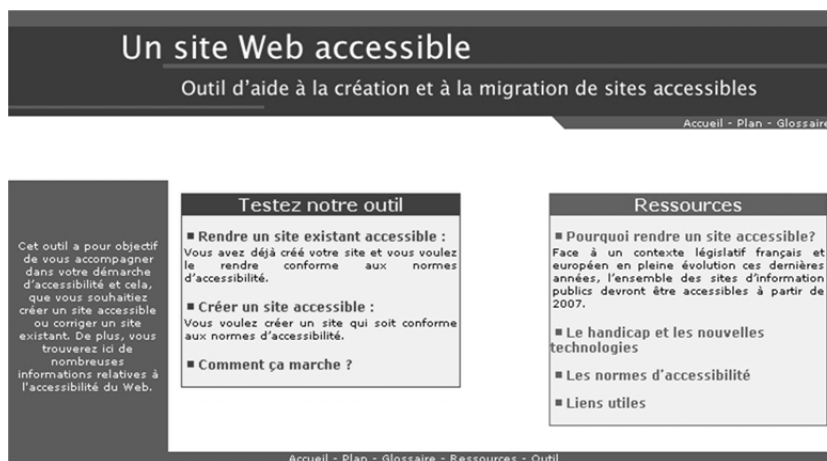 Un site Web accessible
Outil d'aide à la création et à la migration de sites accessibles
Accueil - Plan - Glossaire
Cet outil a pour objectif
de vous accompagner
dans votre démarche
d'accessibilité et cela,
que vous souhaitiez
créer un site accessible
ou corriger un site
existant. De plus, vous
trouverez ici de
nombreuses
informations relatives à
l'accessibilité du Web.
Testez notre outil
Rendre un site existant accessible :
Vous avez déjà créé votre site et vous voulez
le rendre conforme aux normes
d'accessibilité.
Créer un site accessible :
Vous voulez créer un site qui soit conforme
aux normes d'accessibilité.
Comment ça marche ?
Ressources
Pourquoi rendre un site accessible?
Face à un contexte législatif français et
européen en pleine évolution ces dernières
années, l'ensemble des sites d'information
publics devront être accessibles à partir de
2007.
Le handicap et les nouvelles
technologies
Les normes d'accessibilité
Liens utiles
Accueil - Plan - Glossaire - Ressources - Outil